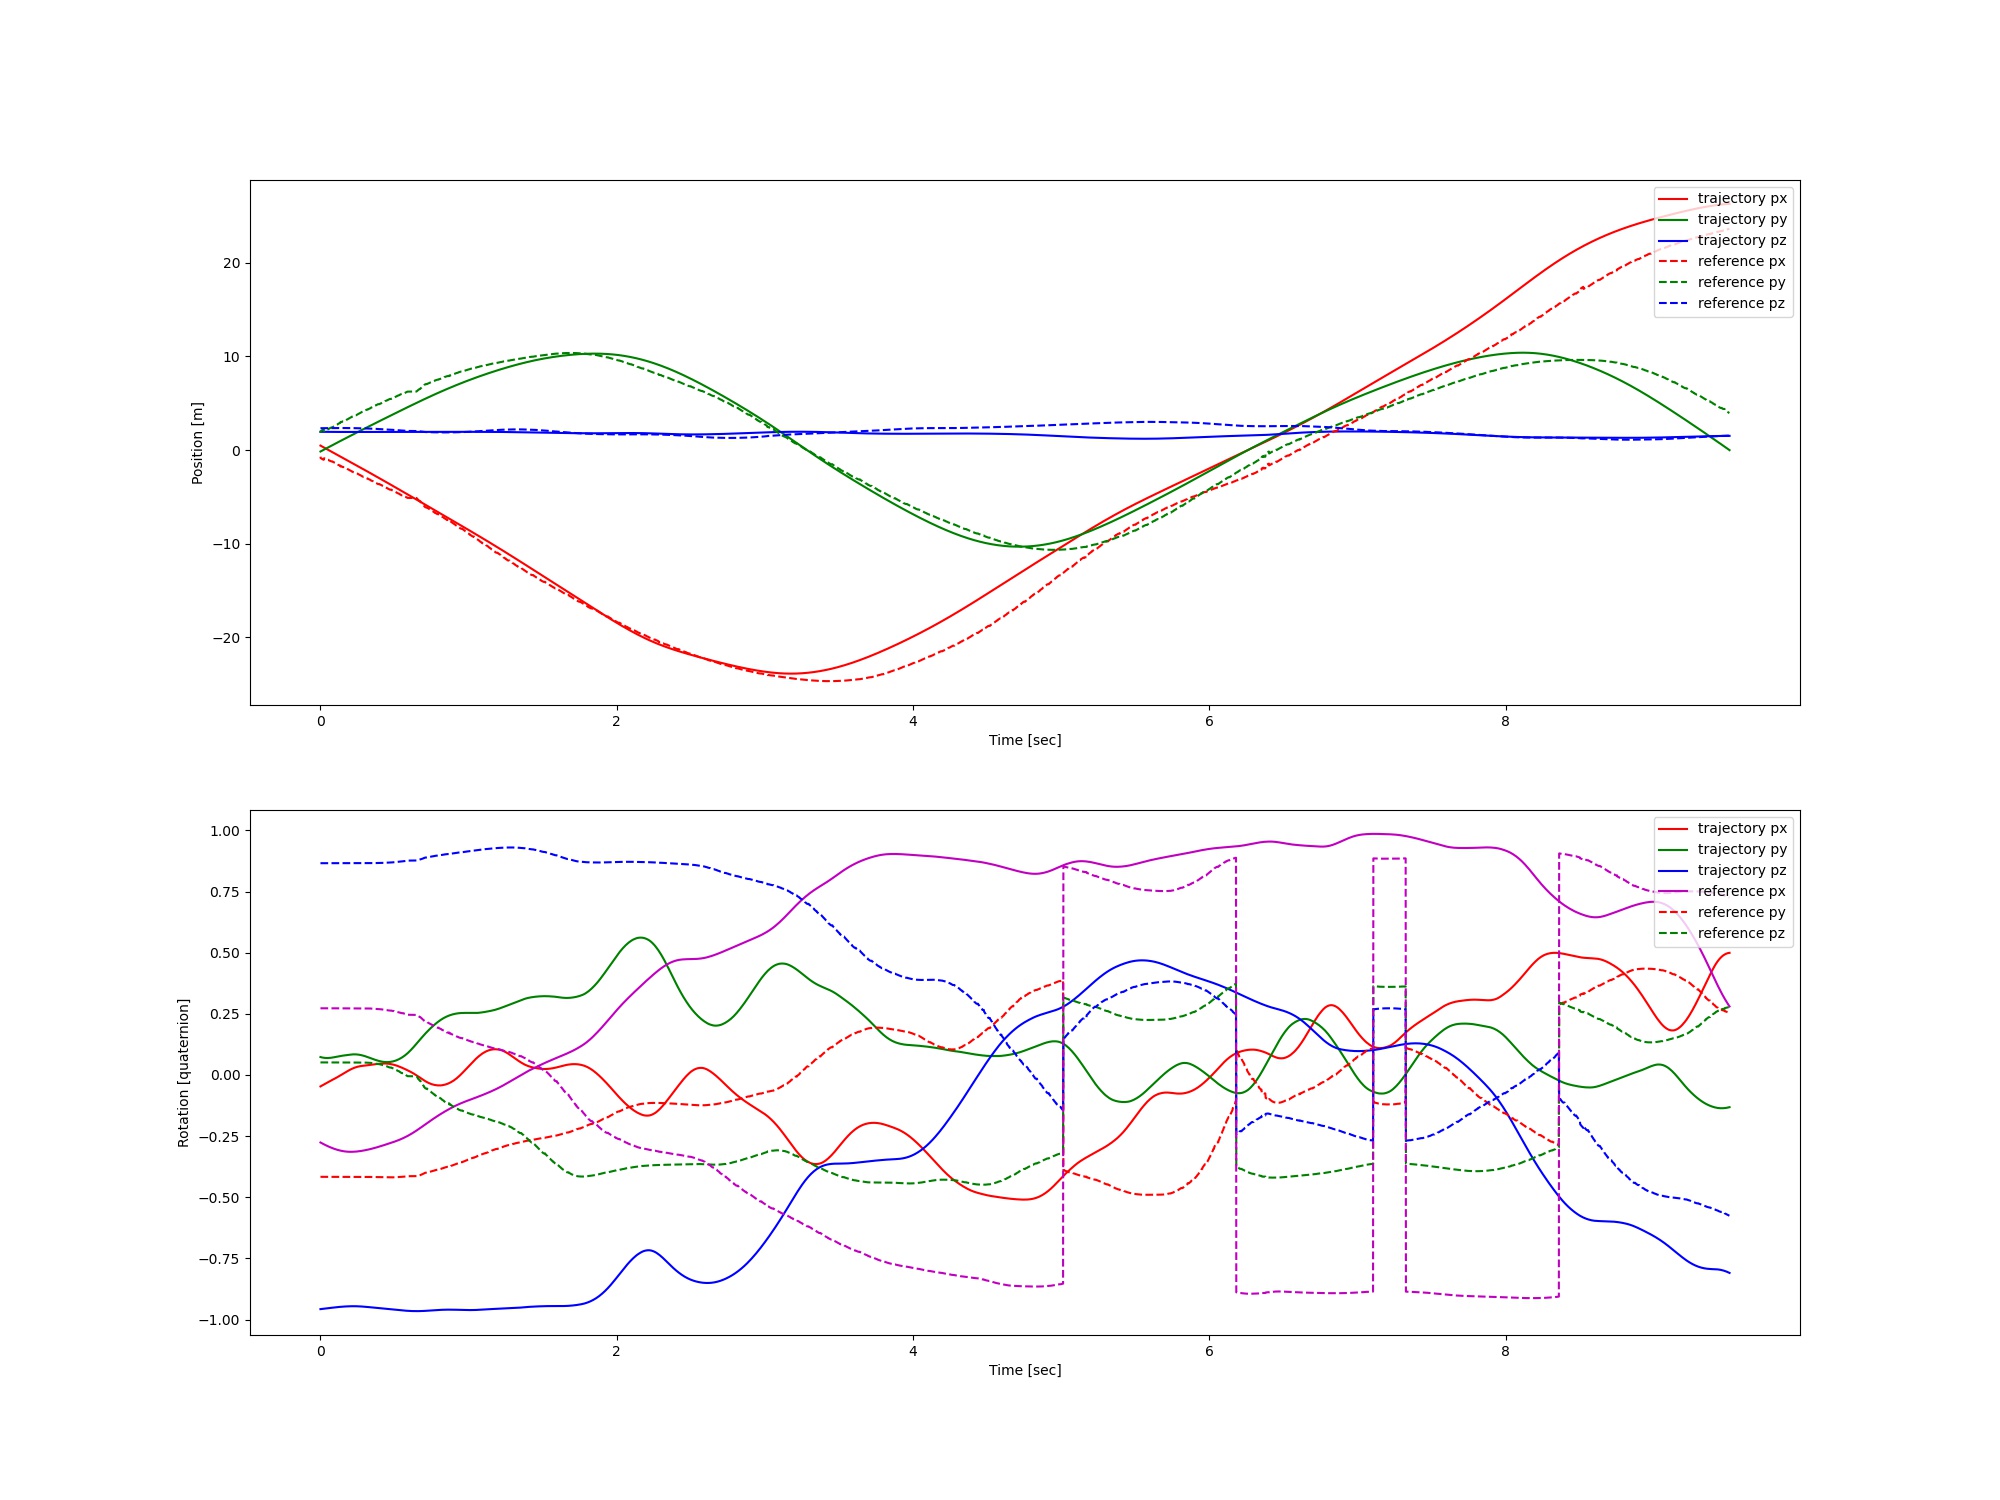 trajectory px
trajectory py
trajectory pz
reference px
reference py
reference pz
20
10
0
−10
−20
Position [m]
0 2 4 6 8
Time [sec]
trajectory px
trajectory py
trajectory pz
reference px
reference py
reference pz
1.00
0.75
0.50
0.25
0.00
−0.25
−0.50
−0.75
−1.00
Rotation [quaternion]
0 2 4 6 8
Time [sec]